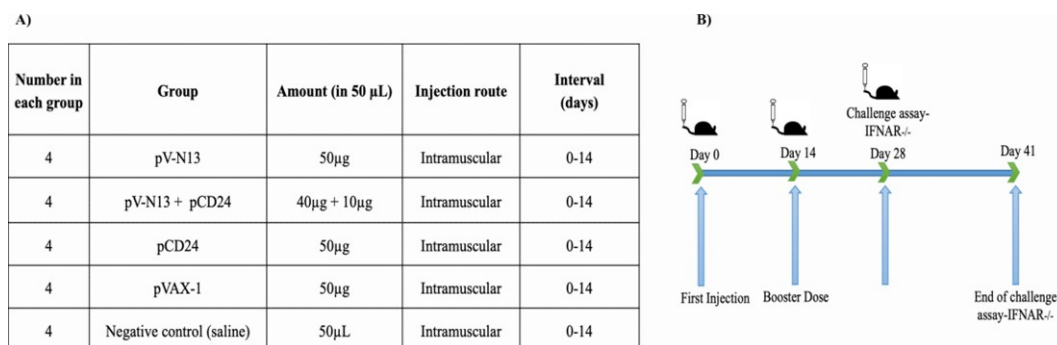 A)
Number in each group Group Amount (in 50 µL) Injection route Interval (days)
4 pV-N13 50µg Intramuscular 0-14
4 pV-N13 + pCD24 40µg + 10µg Intramuscular 0-14
4 pCD24 50µg Intramuscular 0-14
4 pVAX-1 50µg Intramuscular 0-14
4 Negative control (saline) 50µL Intramuscular 0-14
B)
Challenge assay-
IFNAR-/-
Day 0 Day 14 Day 28 Day 41
First Injection Booster Dose End of challenge
assay-IFNAR-/-